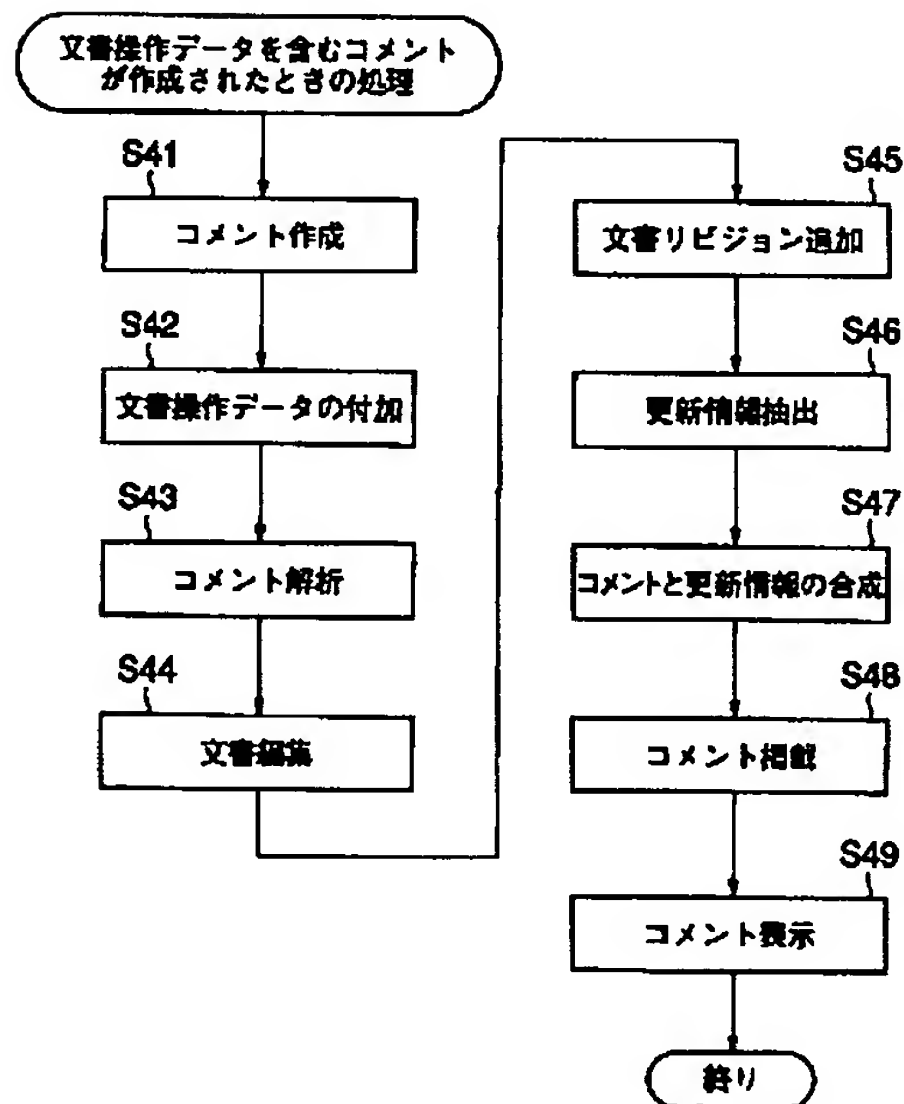 文書操作データを含むコメント
が作成されたときの処理
S41
コメント作成
S42
文書操作データの付加
S43
コメント解析
S44
文書編集
S45
文書リビジョン追加
S46
更新情報抽出
S47
コメントと更新情報の合成
S48
コメント掲載
S49
コメント表示
終り